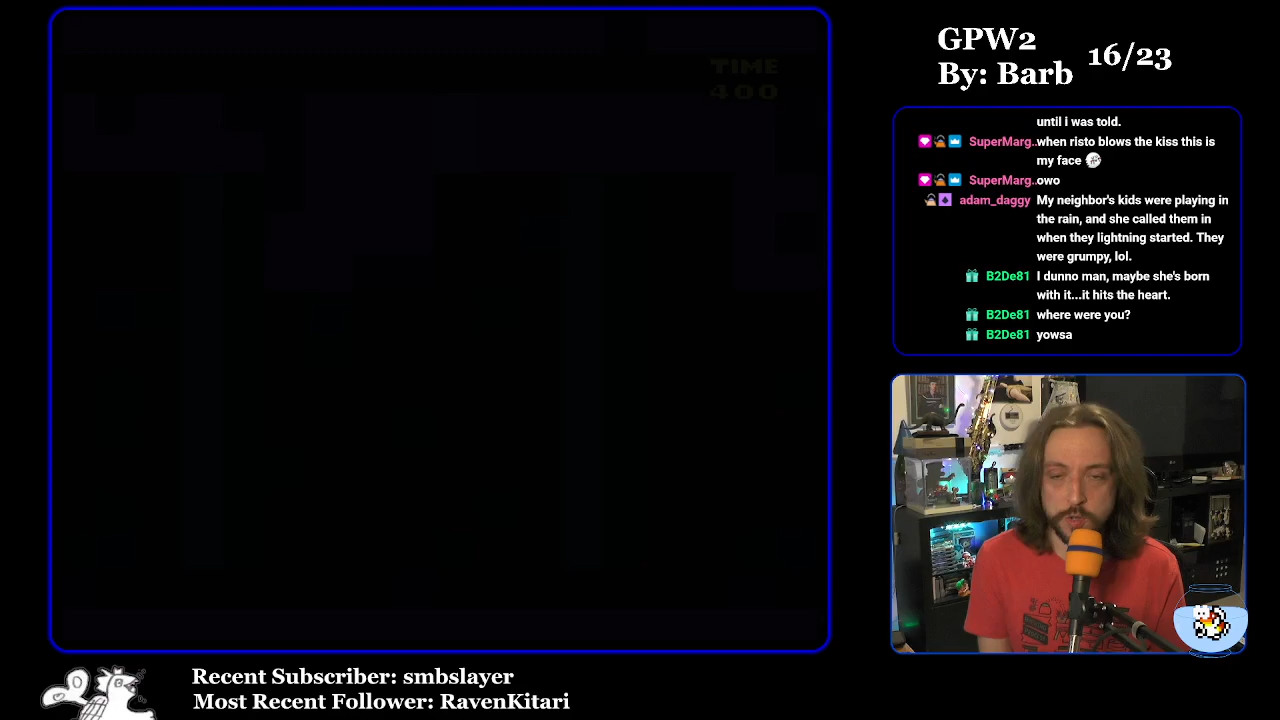 TIME
400
GPW2
By: Barb
16/23
until i was told.
SuperMarg.. when risto blows the kiss this is
my face
SuperMarg.. owo
adam_daggy My neighbor's kids were playing in
the rain, and she called them in
when they lightning started. They
were grumpy, lol.
B2De81 I dunno man, maybe she's born
with it...it hits the heart.
B2De81 where were you?
B2De81 yowsa
Recent Subscriber: smbslayer
Most Recent Follower: RavenKitari